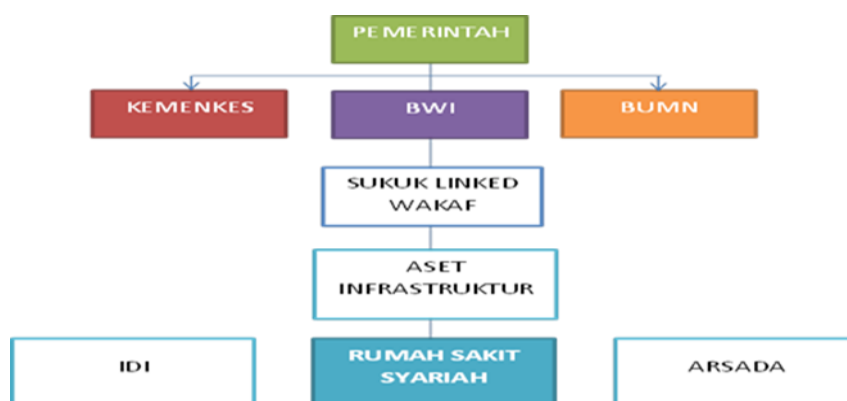 PEMERINTAH
KEMENKES
BWI
BUMN
SUKUK LINKED
WAKAF
ASET
INFRASTRUKTUR
IDI
RUMAH SAKIT
SYARIAH
ARSADA